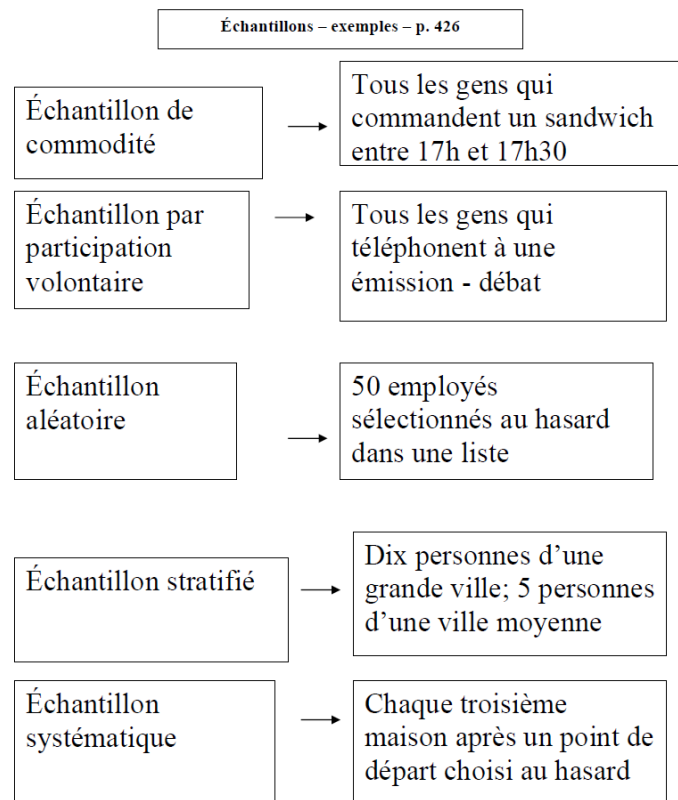 Échantillons – exemples – p. 426
Échantillon de
commodité
Tous les gens qui
commandent un sandwich
entre 17h et 17h30
Échantillon par
participation
volontaire
Tous les gens qui
téléphonent à une
émission - débat
Échantillon
aléatoire
50 employés
sélectionnés au hasard
dans une liste
Échantillon stratifié
Dix personnes d’une
grande ville; 5 personnes
d’une ville moyenne
Échantillon
systématique
Chaque troisième
maison après un point de
départ choisi au hasard